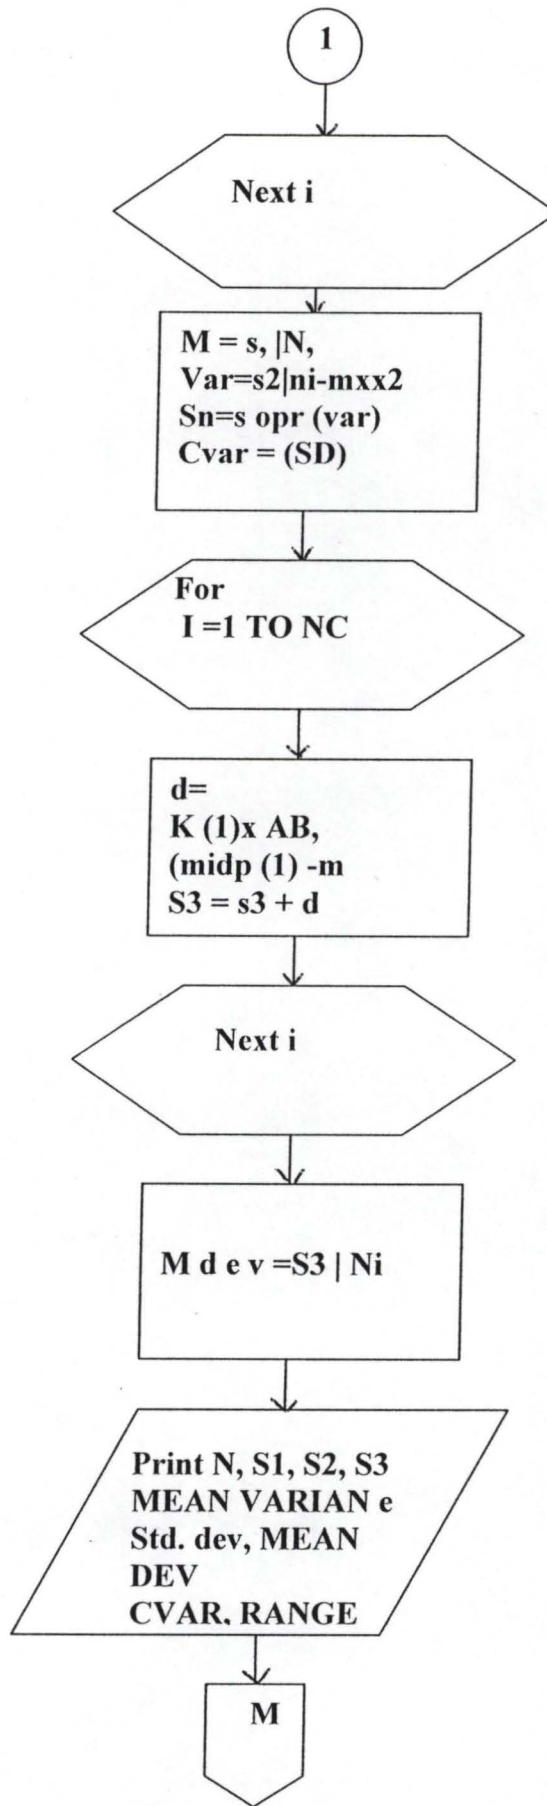 1
Next i
M = s, |N,
Var=s2|ni-mxx2
Sn=s opr (var)
Cvar = (SD)
For
I =1 TO NC
d=
K (1)x AB,
(midp (1) -m
S3 = s3 + d
Next i
M d e v =S3 | Ni
Print N, S1, S2, S3
MEAN VARIAN e
Std. dev, MEAN
DEV
CVAR, RANGE
M